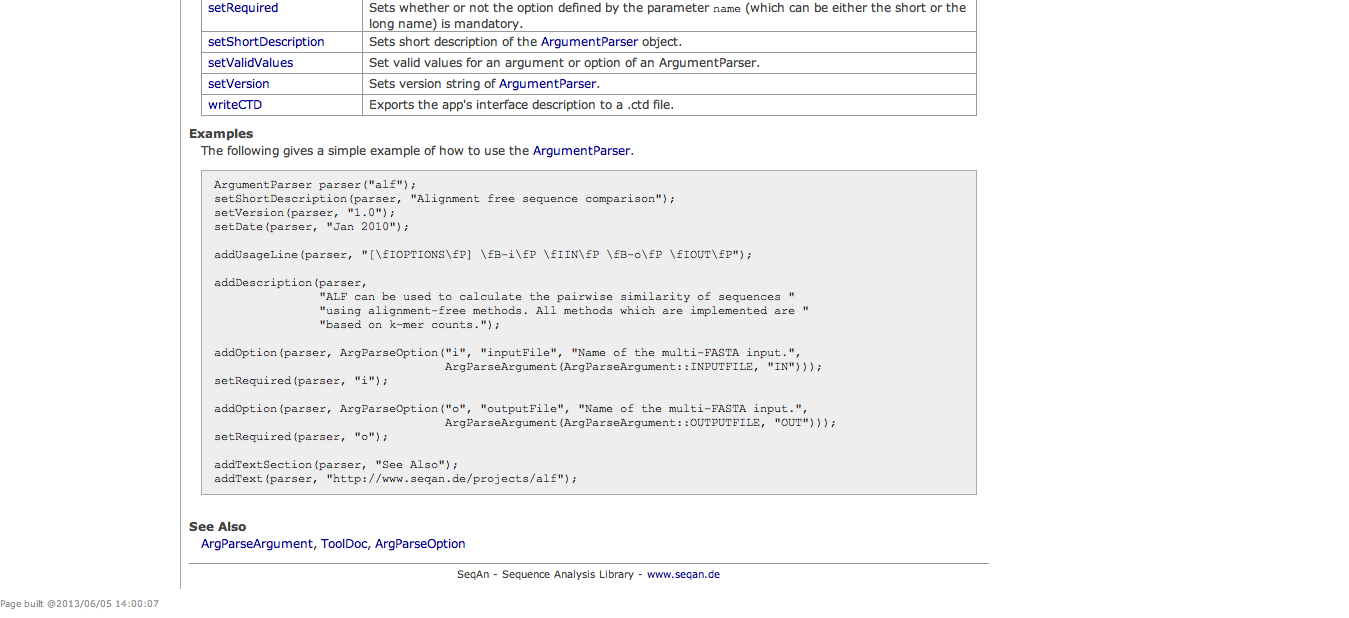 setRequired Sets whether or not the option defined by the parameter name (which can be either the short or the
long name) is mandatory.
setShortDescription Sets short description of the ArgumentParser object.
setValidValues Set valid values for an argument or option of an ArgumentParser.
setVersion Sets version string of ArgumentParser.
writeCTD Exports the app's interface description to a .ctd file.
Examples
The following gives a simple example of how to use the ArgumentParser.
ArgumentParser parser("alf");
setShortDescription(parser, "Alignment free sequence comparison");
setVersion(parser, "1.0");
setDate(parser, "Jan 2010");
addUsageLine(parser, "[\fIOPTIONS\fP] \fB-i\fP \fIIN\fP \fB-o\fP \fIOUT\fP");
addDescription(parser,
"ALF can be used to calculate the pairwise similarity of sequences "
"using alignment-free methods. All methods which are implemented are "
"based on k-mer counts.");
addOption(parser, ArgParseOption("i", "inputFile", "Name of the multi-FASTA input.",
ArgParseArgument(ArgParseArgument::INPUTFILE, "IN")));
setRequired(parser, "i");
addOption(parser, ArgParseOption("o", "outputFile", "Name of the multi-FASTA input.",
ArgParseArgument(ArgParseArgument::OUTPUTFILE, "OUT")));
setRequired(parser, "o");
addTextSection(parser, "See Also");
addText(parser, "http://www.seqan.de/projects/alf");
See Also
ArgParseArgument, ToolDoc, ArgParseOption
SeqAn - Sequence Analysis Library - www.seqan.de
Page built @2013/06/05 14:00:07